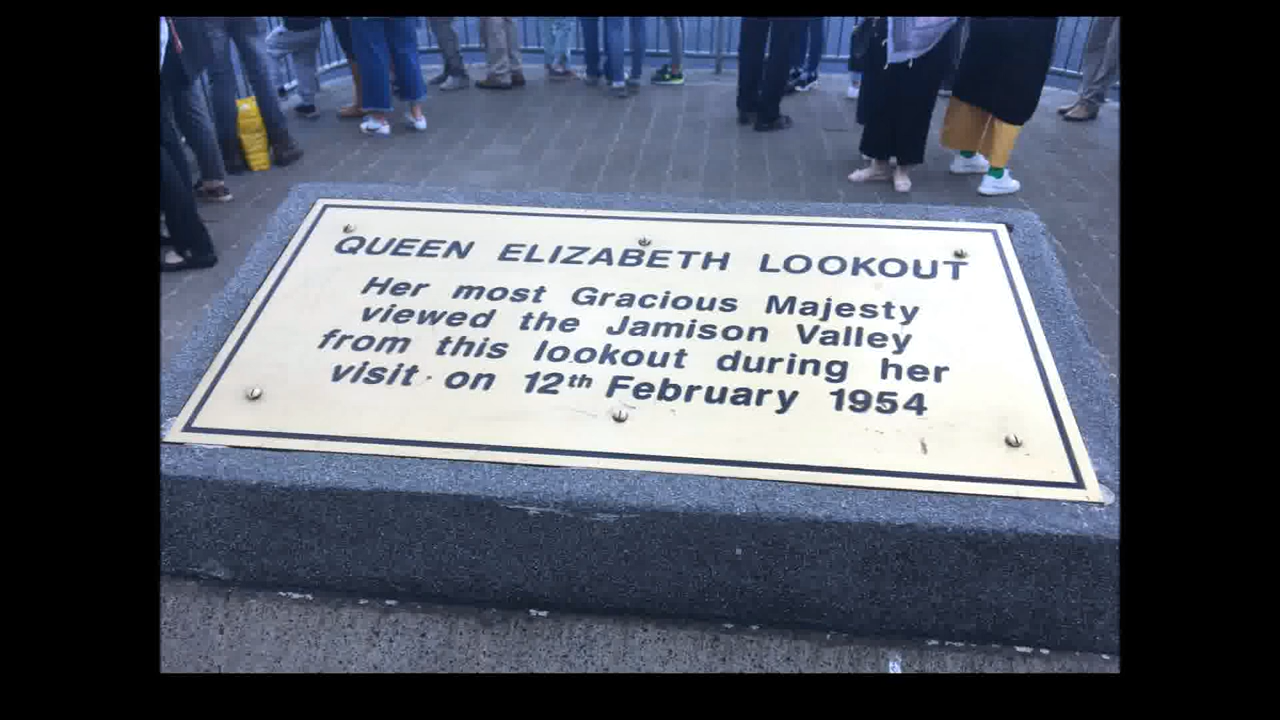 QUEEN ELIZABETH LOOKOUT
Her most Gracious Majesty
viewed the Jamison Valley
from this lookout during her
visit on 12th February 1954